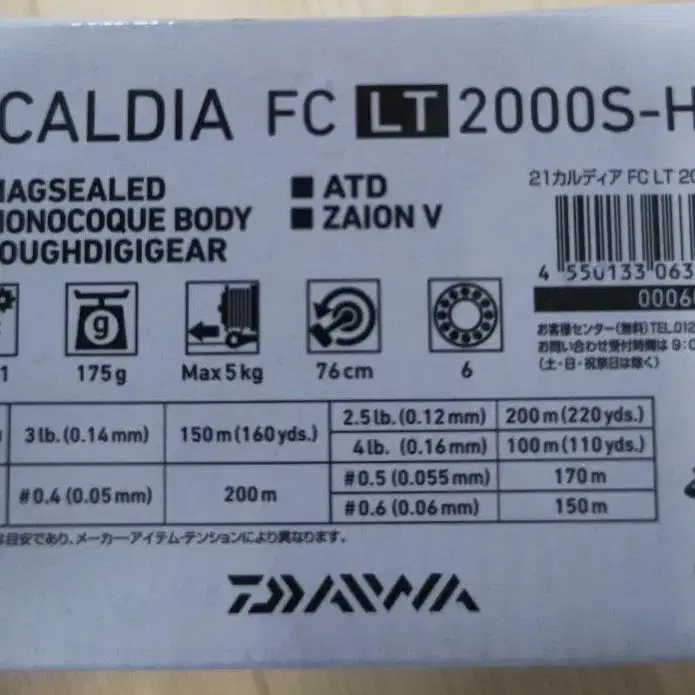 CALDIA FC LT 2000S-H
MAGSEALED
MONOCOQUE BODY
TOUGHDIGIGEAR
■ ATD
■ ZAION V
21カルディア FC LT 20
4 550133 063
0006
お客様センター(無料)TEL.012
お問い合わせ受付時間は 9:0
(土・日・祝祭日は除く)
1
g
175g
Max5kg
76cm
6
3lb.(0.14mm)
150m(160yds.)
2.5lb.(0.12mm)
200m(220yds.)
4lb. (0.16mm)
100m(110yds.)
#0.4 (0.05mm)
200m
#0.5 (0.055mm)
170m
#0.6 (0.06mm)
150m
は目安であり、メーカー・アイテム・テンションにより異なります。
DAIWA